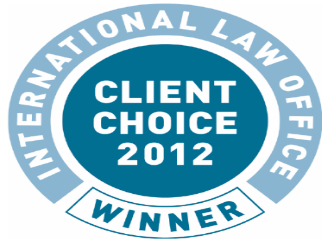 INTERNATIONAL LAW OFFICE
CLIENT
CHOICE
2012
WINNER